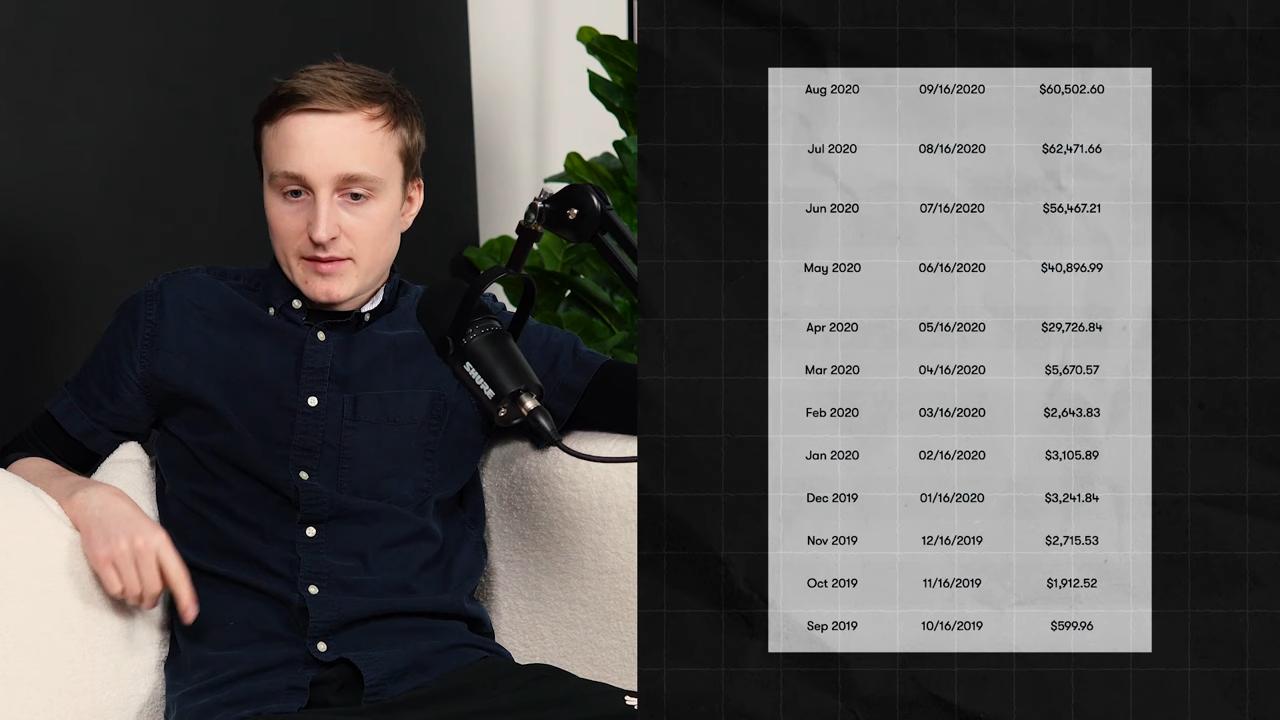 SHURE
Aug 2020 09/16/2020 $60,502.60
Jul 2020 08/16/2020 $62,471.66
Jun 2020 07/16/2020 $56,467.21
May 2020 06/16/2020 $40,896.99
Apr 2020 05/16/2020 $29,726.84
Mar 2020 04/16/2020 $5,670.57
Feb 2020 03/16/2020 $2,643.83
Jan 2020 02/16/2020 $3,105.89
Dec 2019 01/16/2020 $3,241.84
Nov 2019 12/16/2019 $2,715.53
Oct 2019 11/16/2019 $1,912.52
Sep 2019 10/16/2019 $599.96